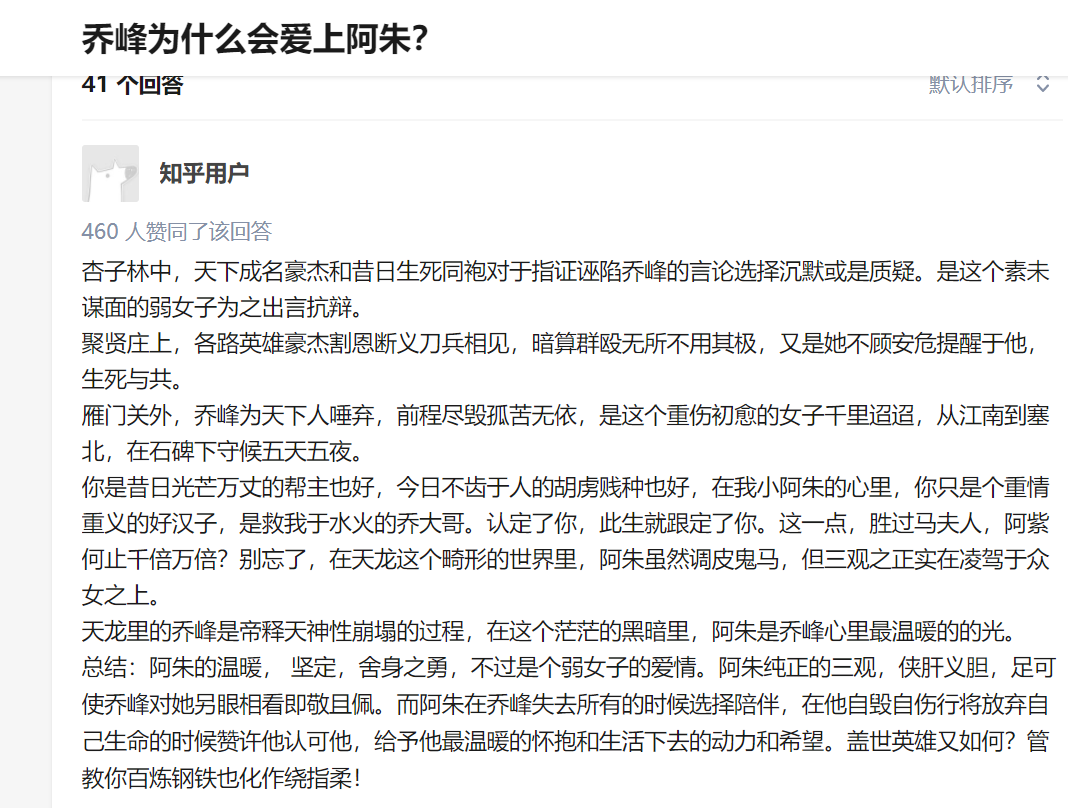 乔峰为什么会爱上阿朱？
41 个回答
默认排序
知乎用户
460 人赞同了该回答
杏子林中，天下成名豪杰和昔日生死同袍对于指证诬陷乔峰的言论选择沉默或是质疑。是这个素未
谋面的弱女子为之出言抗辩。
聚贤庄上，各路英雄豪杰割恩断义刀兵相见，暗算群殴无所不用其极，又是她不顾安危提醒于他，
生死与共。
雁门关外，乔峰为天下人唾弃，前程尽毁孤苦无依，是这个重伤初愈的女子千里迢迢，从江南到塞
北，在石碑下守候五天五夜。
你是昔日光芒万丈的帮主也好，今日不齿于人的胡虏贱种也好，在我小阿朱的心里，你只是个重情
重义的好汉子，是救我于水火的乔大哥。认定了你，此生就跟定了你。这一点，胜过马夫人，阿紫
何止千倍万倍？别忘了，在天龙这个畸形的世界里，阿朱虽然调皮鬼马，但三观之正实在凌驾于众
女之上。
天龙里的乔峰是帝释天神性崩塌的过程，在这个茫茫的黑暗里，阿朱是乔峰心里最温暖的的光。
总结：阿朱的温暖， 坚定，舍身之勇，不过是个弱女子的爱情。阿朱纯正的三观，侠肝义胆，足可
使乔峰对她另眼相看即敬且佩。而阿朱在乔峰失去所有的时候选择陪伴，在他自毁自伤行将放弃自
己生命的时候赞许他认可他，给予他最温暖的怀抱和生活下去的动力和希望。盖世英雄又如何？管
教你百炼钢铁也化作绕指柔！